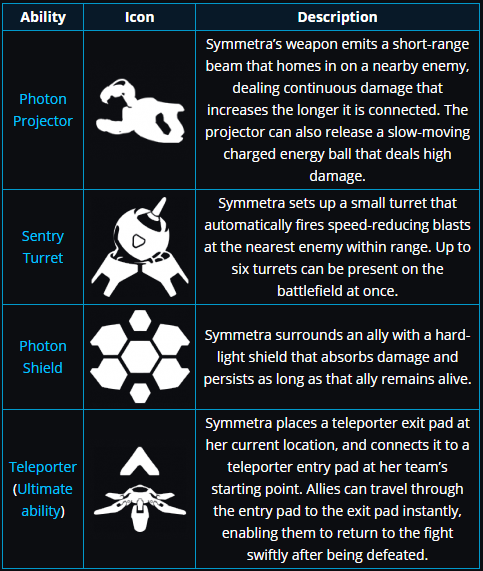 Ability Icon Description
Photon
Projector
Symmetra’s weapon emits a short-range
beam that homes in on a nearby enemy,
dealing continuous damage that
increases the longer it is connected. The
projector can also release a slow-moving
charged energy ball that deals high
damage.
Sentry
Turret
Symmetra sets up a small turret that
automatically fires speed-reducing blasts
at the nearest enemy within range. Up to
six turrets can be present on the
battlefield at once.
Photon
Shield
Symmetra surrounds an ally with a hard-
light shield that absorbs damage and
persists as long as that ally remains alive.
Teleporter
(Ultimate
ability)
Symmetra places a teleporter exit pad at
her current location, and connects it to a
teleporter entry pad at her team’s
starting point. Allies can travel through
the entry pad to the exit pad instantly,
enabling them to return to the fight
swiftly after being defeated.